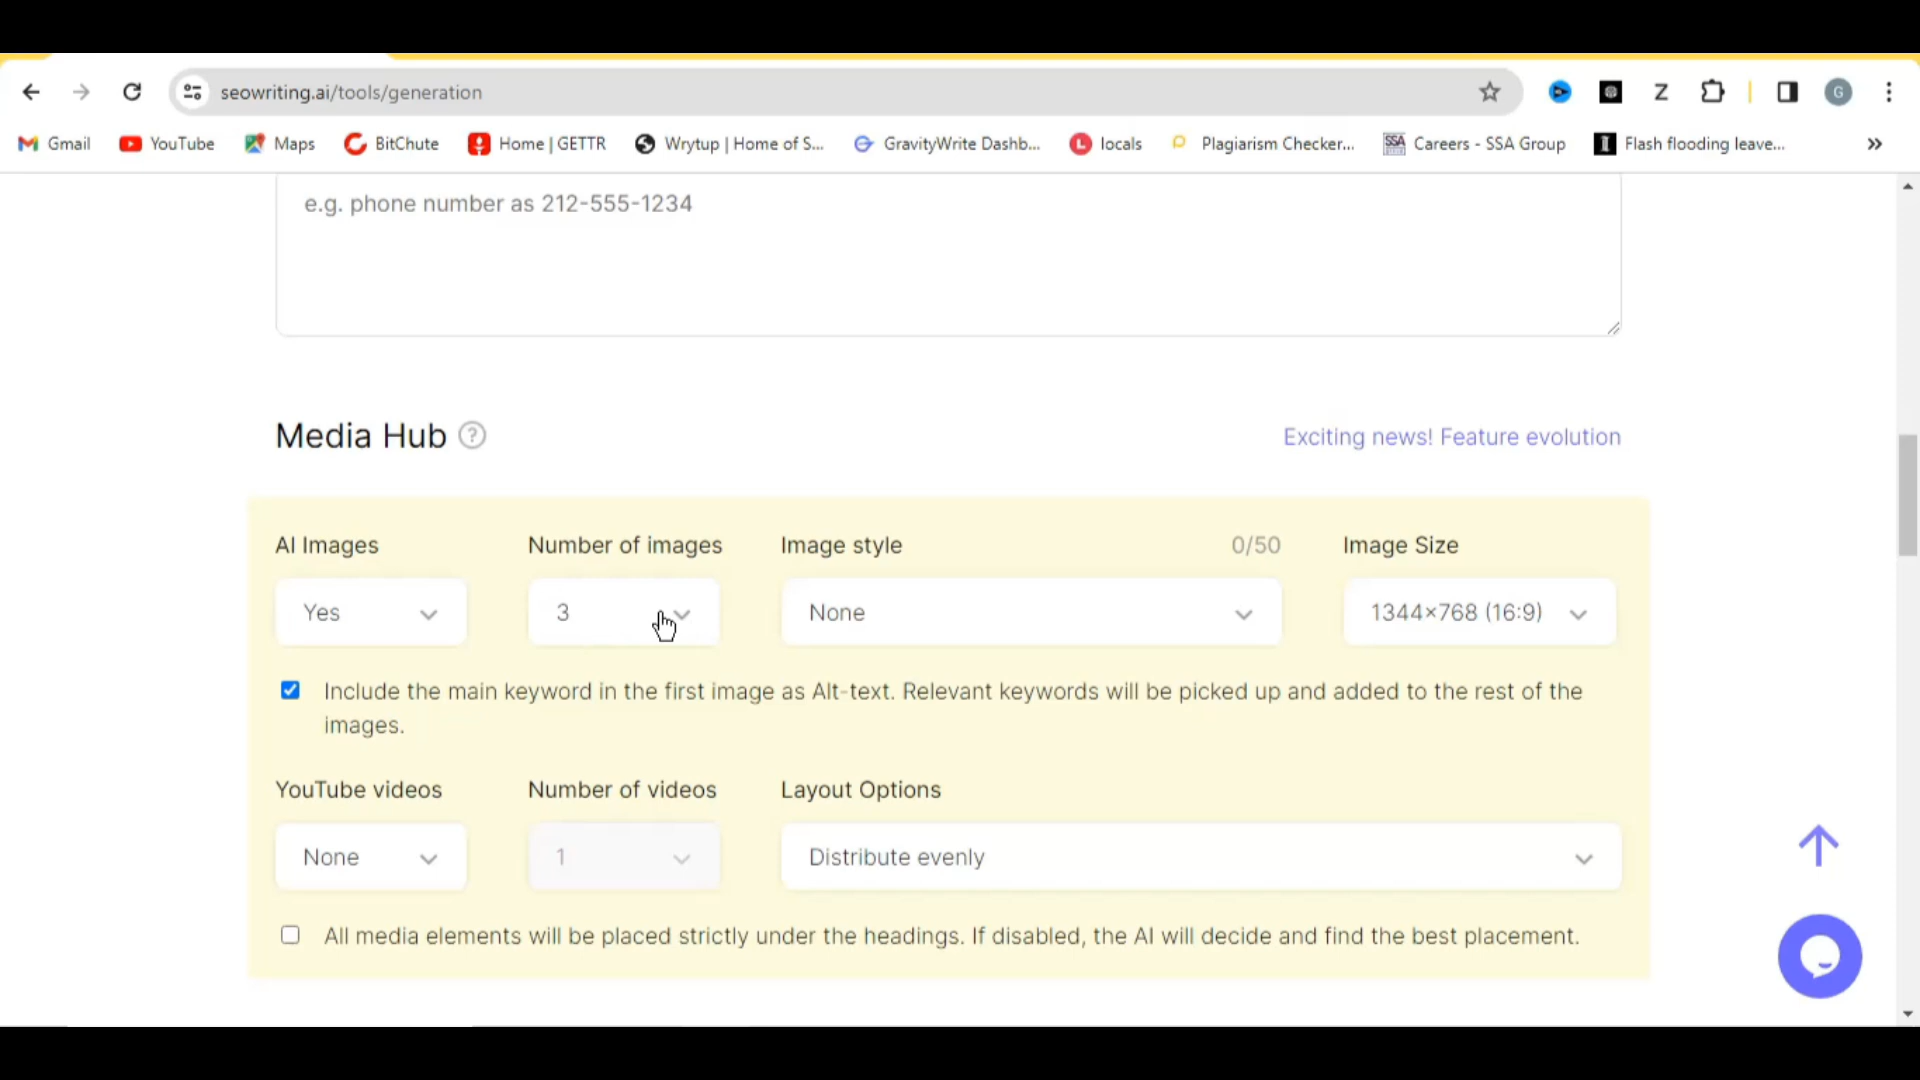 seowriting.ai/tools/generation
G
Gmail YouTube Maps BitChute Home | GETTR Wrytup | Home of S... GravityWrite Dashb... locals Plagiarism Checker... Careers - SSA Group Flash flooding leave...
e.g. phone number as 212-555-1234
Media Hub ? Exciting news! Feature evolution
AI Images Number of images Image style 0/50 Image Size
Yes 3 None 1344×768 (16:9)
Include the main keyword in the first image as Alt-text. Relevant keywords will be picked up and added to the rest of the
images.
YouTube videos Number of videos Layout Options
None 1 Distribute evenly
All media elements will be placed strictly under the headings. If disabled, the AI will decide and find the best placement.